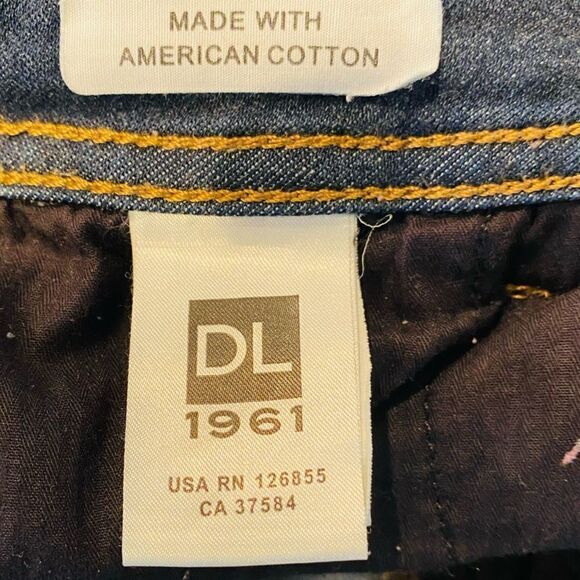 MADE WITH
AMERICAN COTTON
DL
1961
USA RN 126855
CA 37584